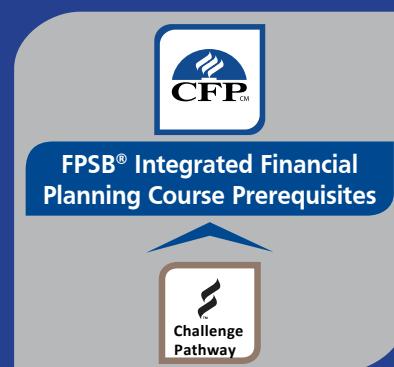 CFP CM
FPSB® Integrated Financial
Planning Course Prerequisites
TM
Challenge
Pathway